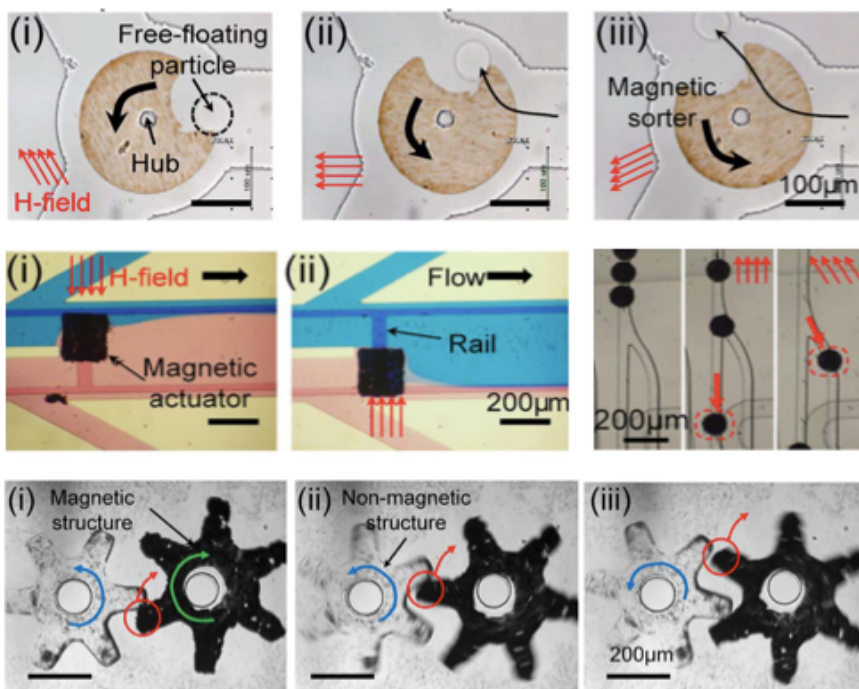 (i)
Free-floating
particle
Hub
H-field
(ii)
(iii)
Magnetic
sorter
100μm
(i)
H-field
Magnetic
actuator
(ii)
Flow
Rail
200μm
200μm
(i)
Magnetic
structure
(ii)
Non-magnetic
structure
(iii)
200μm